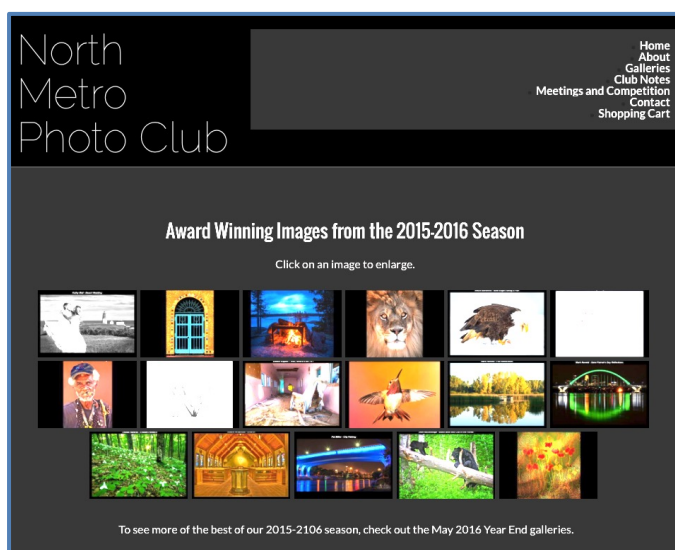 North
Metro
Photo Club
Home
About
Galleries
Club Notes
Meetings and Competition
Contact
Shopping Cart
Award Winning Images from the 2015-2016 Season
Click on an image to enlarge.
To see more of the best of our 2015-2106 season, check out the May 2016 Year End galleries.